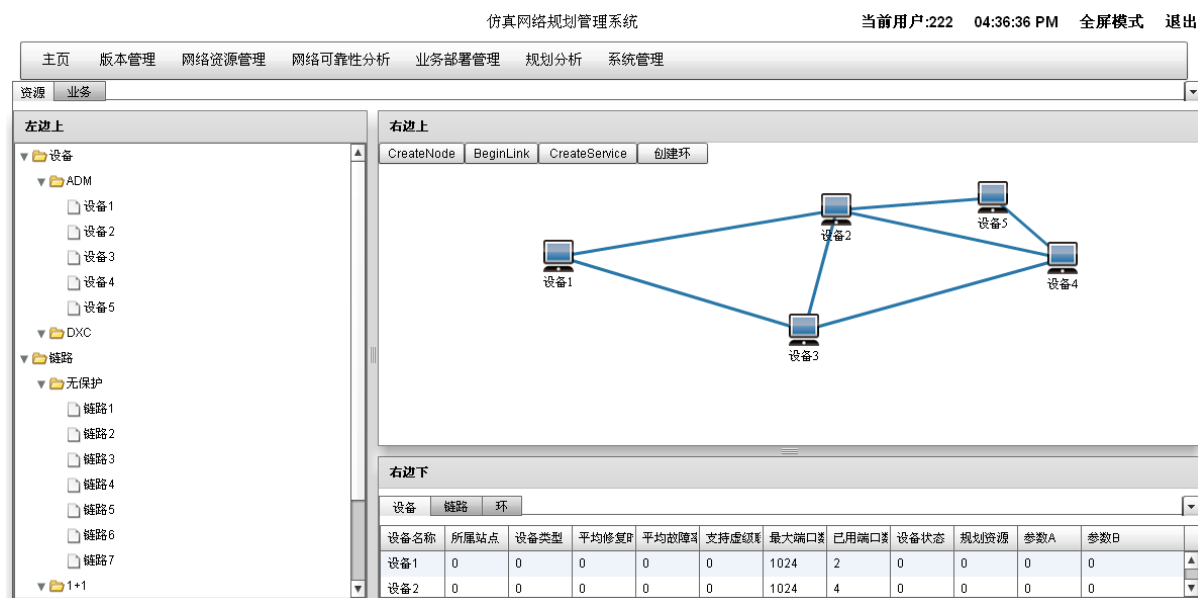 仿真网络规划管理系统 当前用户:222 04:36:36 PM 全屏模式 退出
主页 版本管理 网络资源管理 网络可靠性分析 业务部署管理 规划分析 系统管理
资源 业务
左边上
设备
ADM
设备1
设备2
设备3
设备4
设备5
DXC
链路
无保护
链路1
链路2
链路3
链路4
链路5
链路6
链路7
1+1
右边上
CreateNode BeginLink CreateService 创建环
设备5
设备2
设备1
设备4
设备3
右边下
设备 链路 环
设备名称 所属站点 设备类型 平均修复 平均故障 支持虚级 最大端口数 已用端口数 设备状态 规划资源 参数A 参数B
设备1 0 0 0 0 0 1024 2 0 0 0 0
设备2 0 0 0 0 0 1024 4 0 0 0 0